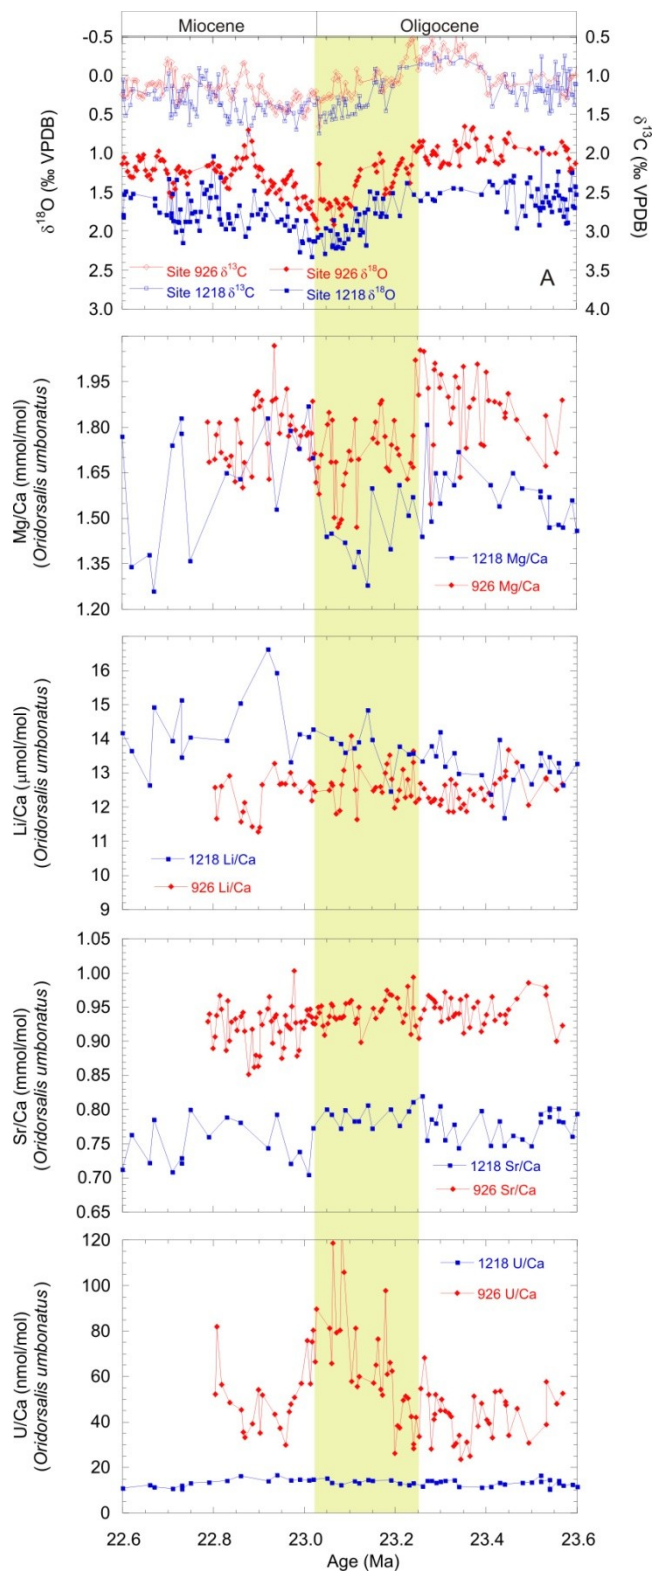 Miocene Oligocene
-0.5
0.0
0.5
1.0
1.5
2.0
2.5
3.0
δ¹⁸O (‰ VPDB)
0.5
1.0
1.5
2.0
2.5
3.0
3.5
4.0
δ¹³C (‰ VPDB)
Site 926 δ¹³C Site 926 δ¹⁸O
Site 1218 δ¹³C Site 1218 δ¹⁸O
A
1.95
1.80
1.65
1.50
1.35
1.20
Mg/Ca (mmol/mol)
(Oridorsalis umbonatus)
1218 Mg/Ca
926 Mg/Ca
16
15
14
13
12
11
10
9
Li/Ca (μmol/mol)
(Oridorsalis umbonatus)
1218 Li/Ca
926 Li/Ca
1.05
1.00
0.95
0.90
0.85
0.80
0.75
0.70
0.65
Sr/Ca (mmol/mol)
(Oridorsalis umbonatus)
1218 Sr/Ca
926 Sr/Ca
120
100
80
60
40
20
0
U/Ca (nmol/mol)
(Oridorsalis umbonatus)
1218 U/Ca
926 U/Ca
22.6 22.8 23.0 23.2 23.4 23.6
Age (Ma)